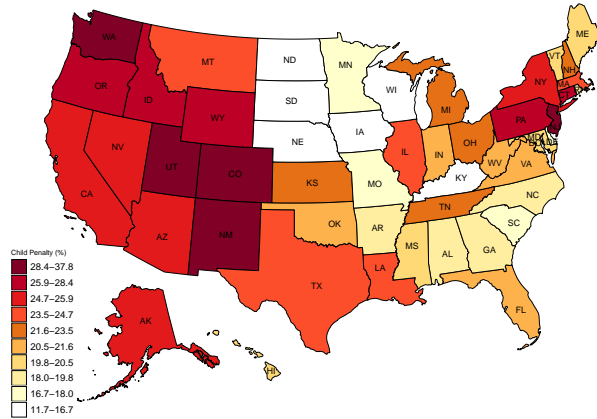 WA
ME
MT
ND
VT
MN
NH
OR
NY
MA
ID
SD
WI
CT
WY
MI
PA
IA
NE
OH
MD
NV
IL
IN
DE
UT
CO
WV
VA
CA
KS
MO
KY
NC
TN
OK
AR
AZ
NM
SC
MS
AL
GA
LA
TX
FL
AK
HI
Child Penalty (%)
28.4–37.8
25.9–28.4
24.7–25.9
23.5–24.7
21.6–23.5
20.5–21.6
19.8–20.5
18.0–19.8
16.7–18.0
11.7–16.7